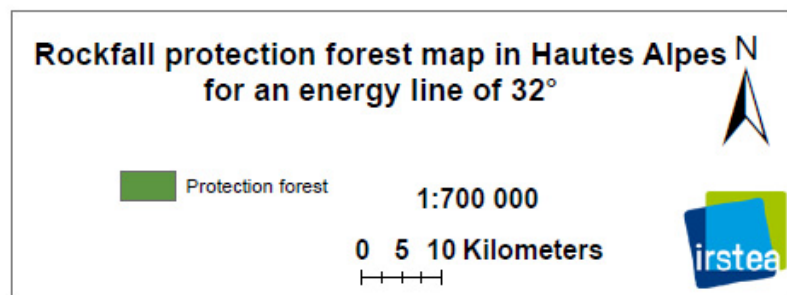 Rockfall protection forest map in Hautes Alpes
for an energy line of 32°
N
Protection forest
1:700 000
0 5 10 Kilometers
irstea